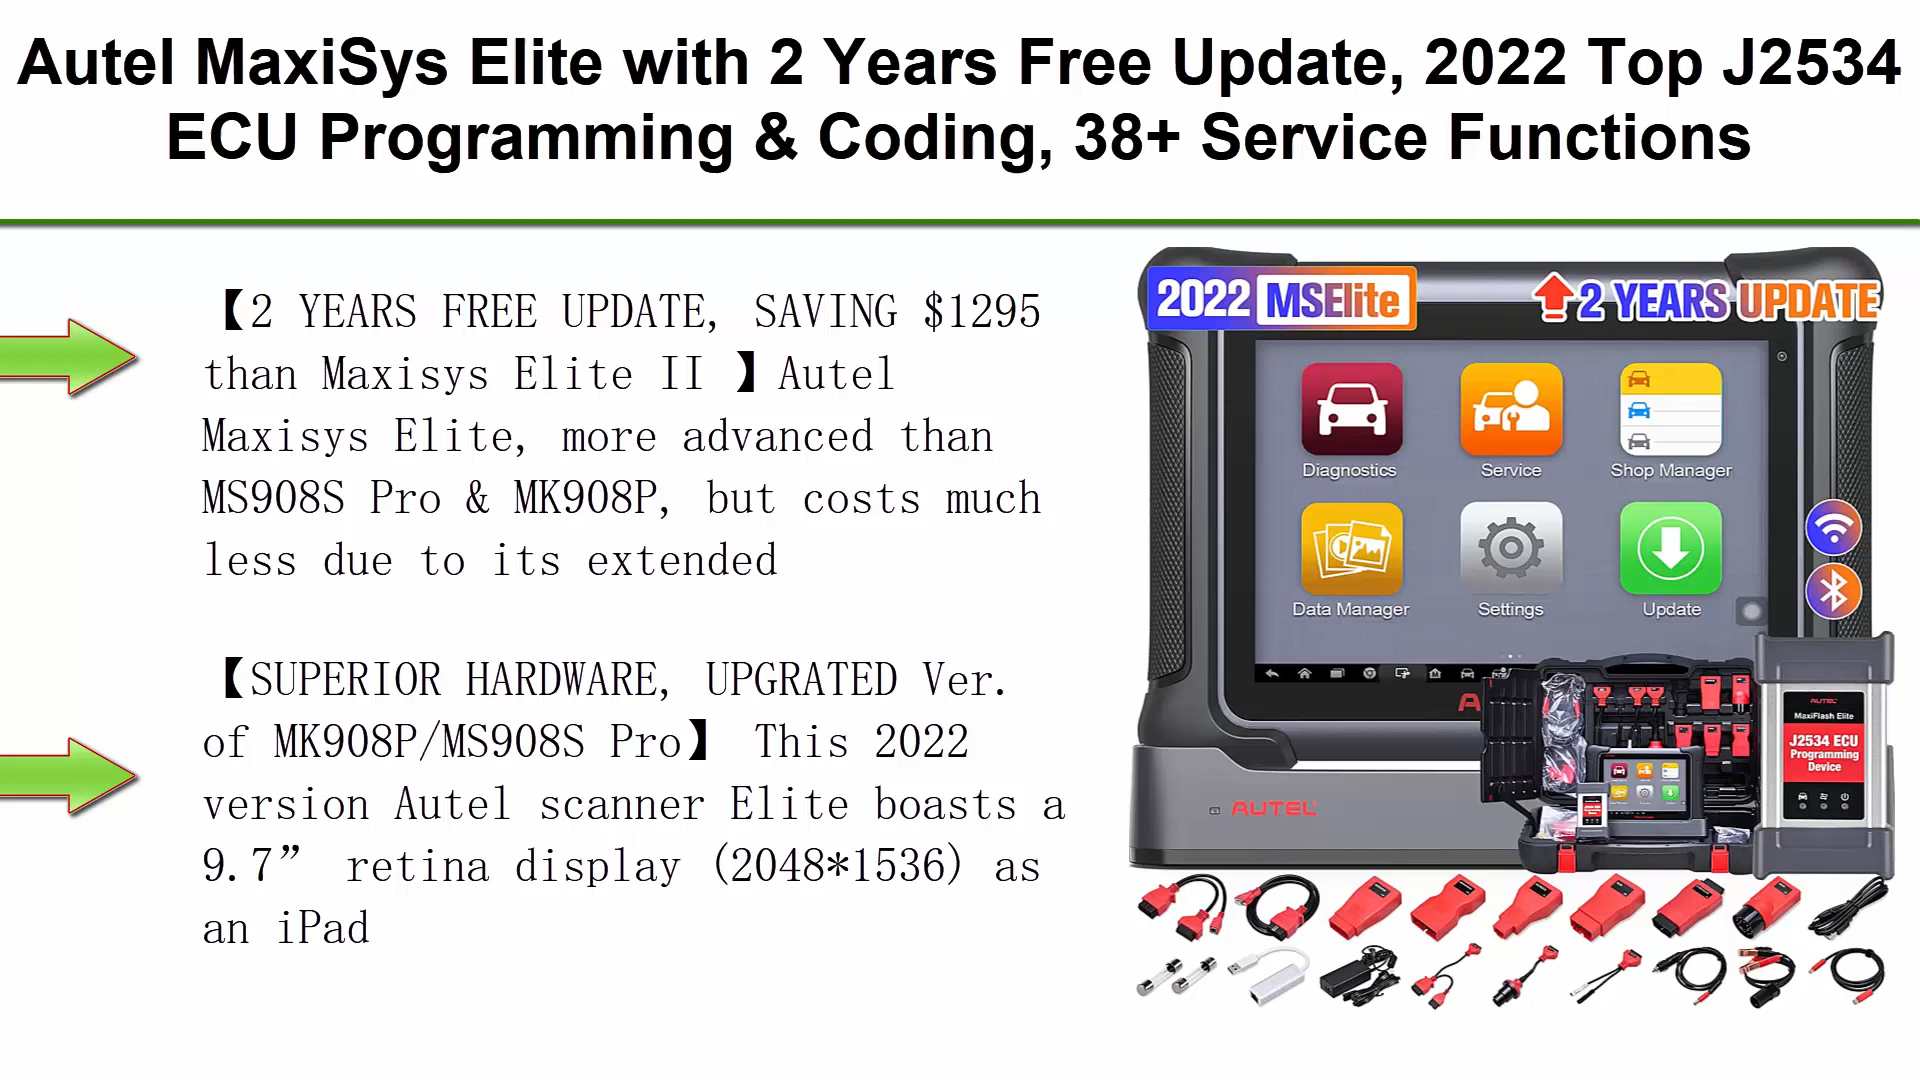 Autel MaxiSys Elite with 2 Years Free Update, 2022 Top J2534
ECU Programming & Coding, 38+ Service Functions
【2 YEARS FREE UPDATE, SAVING $1295
than Maxisys Elite II 】Autel
Maxisys Elite, more advanced than
MS908S Pro & MK908P, but costs much
less due to its extended
【SUPERIOR HARDWARE, UPGRATED Ver.
of MK908P/MS908S Pro】 This 2022
version Autel scanner Elite boasts a
9.7” retina display (2048*1536) as
an iPad
2022 MSElite
2 YEARS UPDATE
Diagnostics
Service
Shop Manager
Data Manager
Settings
Update
AUTEL
AUTEL
MaxiFlash Elite
J2534 ECU
Programming
Device